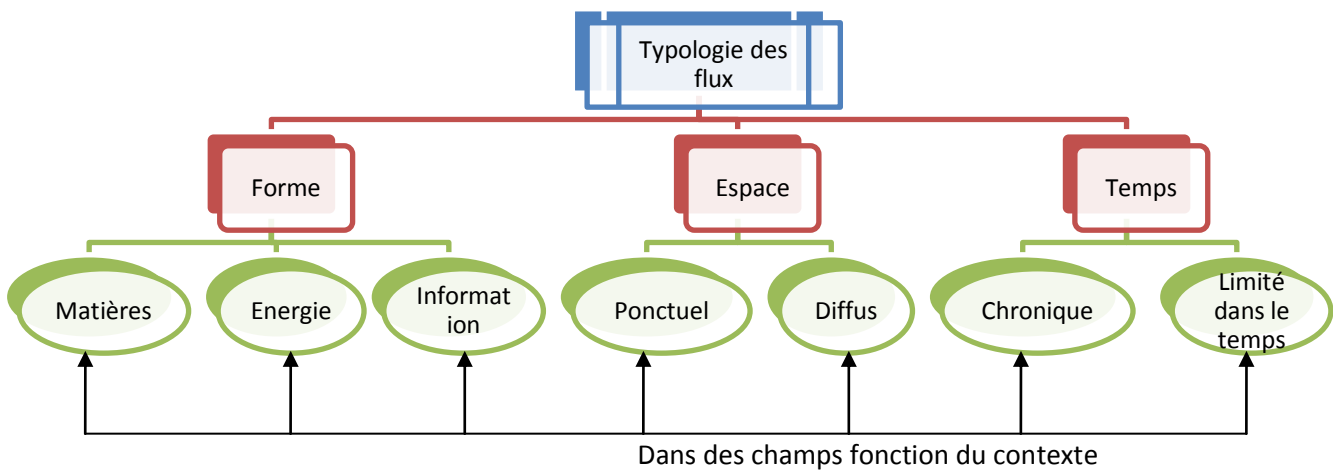 Typologie des
flux
Forme
Espace
Temps
Matières
Energie
Informat
ion
Ponctuel
Diffus
Chronique
Limité
dans le
temps
Dans des champs fonction du contexte